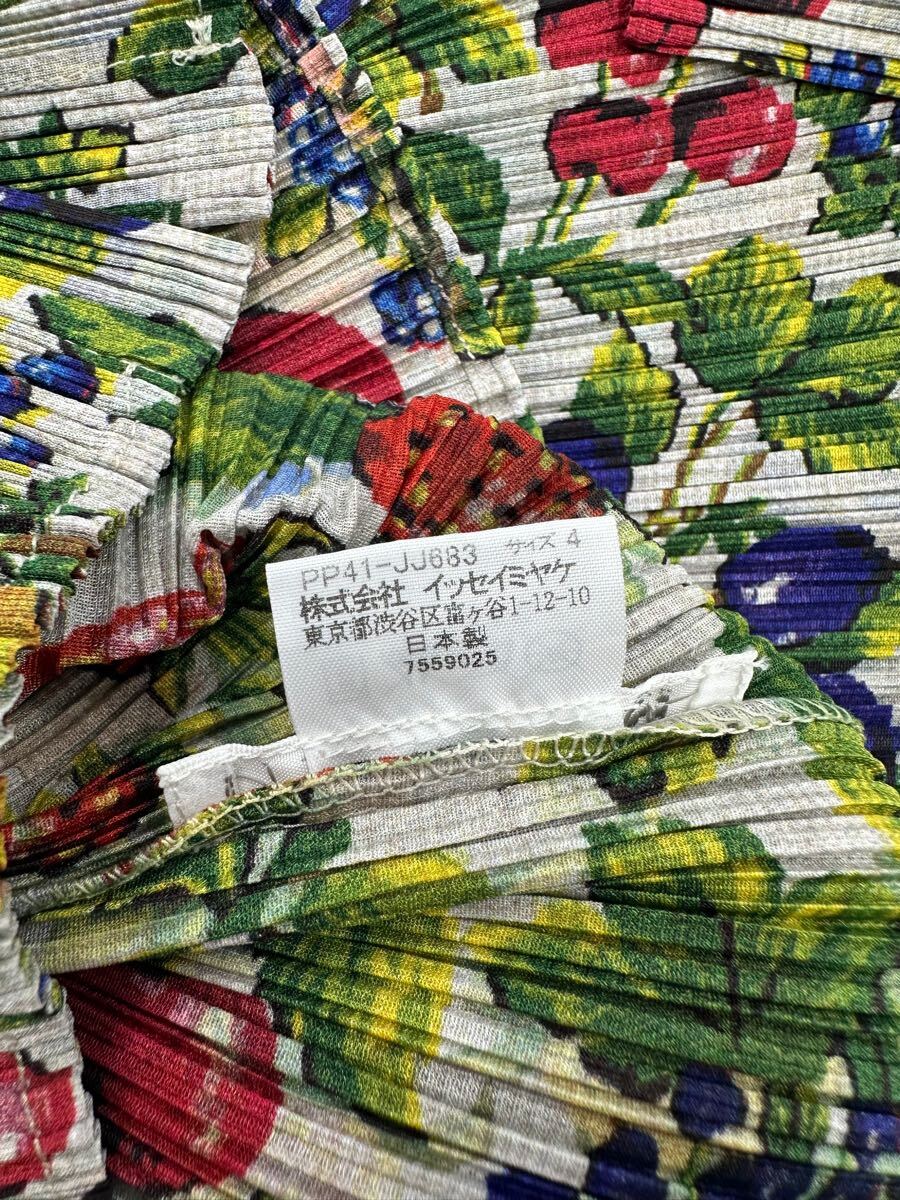 PP41-JJ683 サイズ 4
株式会社 イッセイミヤケ
東京都渋谷区富ヶ谷1-12-10
日本製
7559025